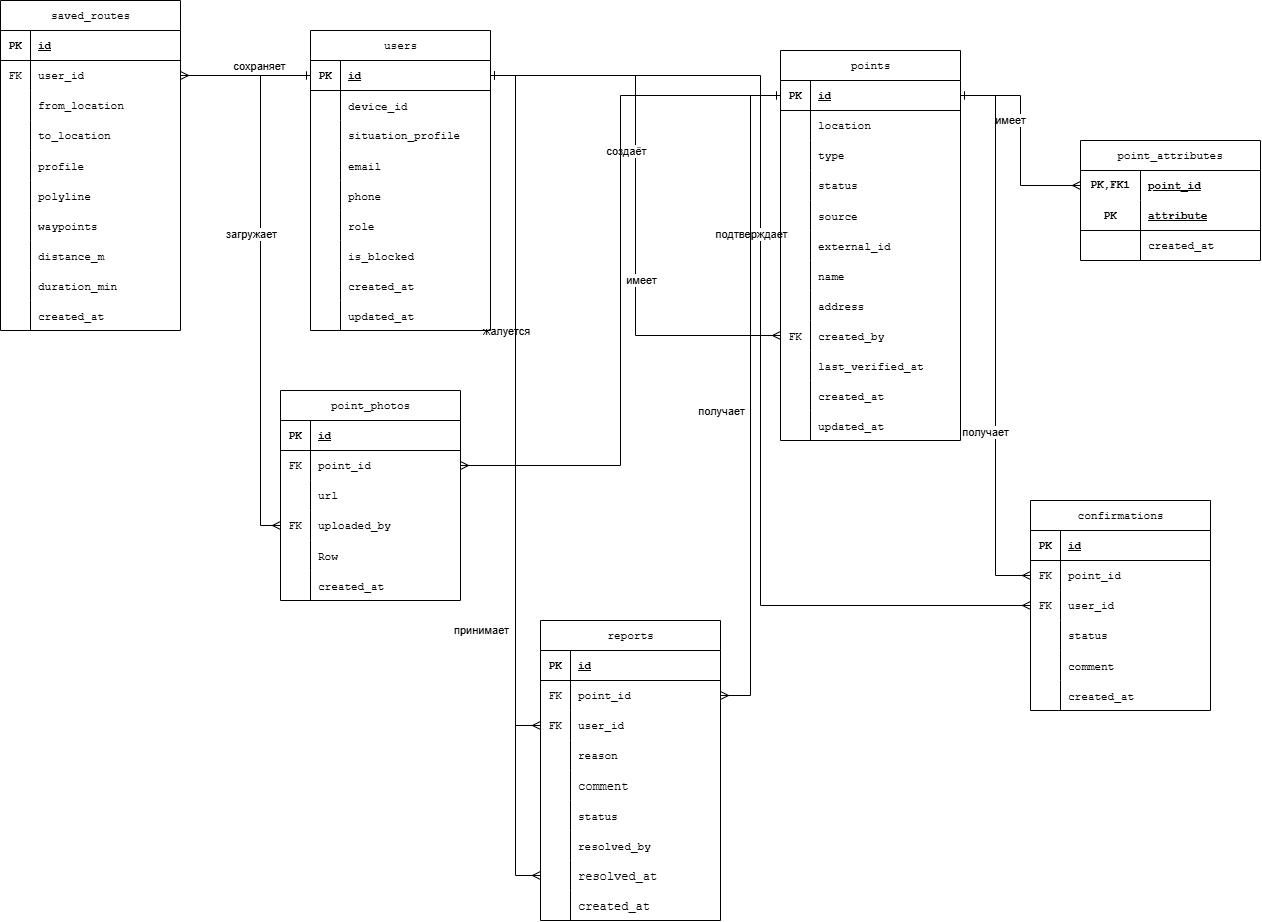 saved_routes
PK id
FK user_id
from_location
to_location
profile
polyline
waypoints
distance_m
duration_min
created_at
сохраняет
users
PK id
device_id
situation_profile
email
phone
role
is_blocked
created_at
updated_at
points
PK id
location
type
status
source
external_id
name
address
FK created_by
last_verified_at
created_at
updated_at
имеет
point_attributes
PK,FK1 point_id
PK attribute
created_at
создаёт
загружает
подтверждает
имеет
жалуется
получает
получает
point_photos
PK id
FK point_id
url
FK uploaded_by
Row
created_at
принимает
reports
PK id
FK point_id
FK user_id
reason
comment
status
resolved_by
resolved_at
created_at
confirmations
PK id
FK point_id
FK user_id
status
comment
created_at